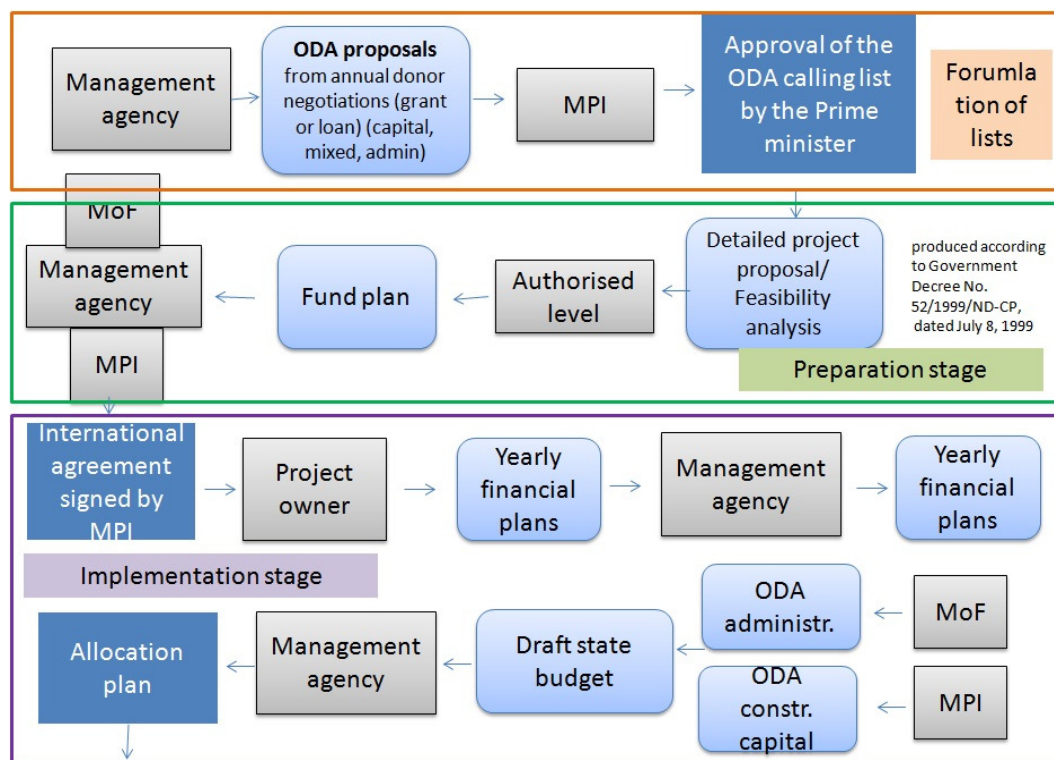 Management
agency
ODA proposals
from annual donor
negotiations (grant
or loan) (capital,
mixed, admin)
MPI
Approval of the
ODA calling list
by the Prime
minister
Forumla
tion of
lists
MoF
Management
agency
MPI
Fund plan
Authorised
level
Detailed project
proposal/
Feasibility
analysis
produced according
to Government
Decree No.
52/1999/ND-CP,
dated July 8, 1999
Preparation stage
International
agreement
signed by
MPI
Project
owner
Yearly
financial
plans
Management
agency
Yearly
financial
plans
Implementation stage
Allocation
plan
Management
agency
Draft state
budget
ODA
administr.
MoF
ODA
constr.
capital
MPI